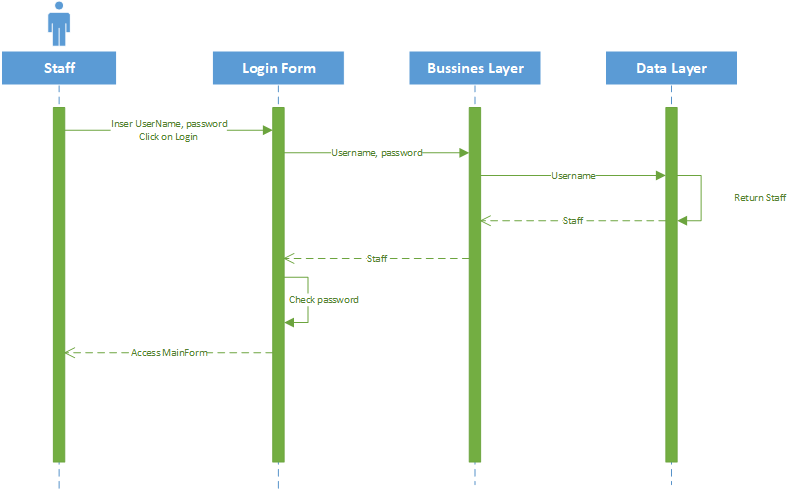 Staff
Login Form
Bussines Layer
Data Layer
Inser UserName, password
Click on Login
Username, password
Username
Return Staff
Staff
Staff
Check password
Access MainForm